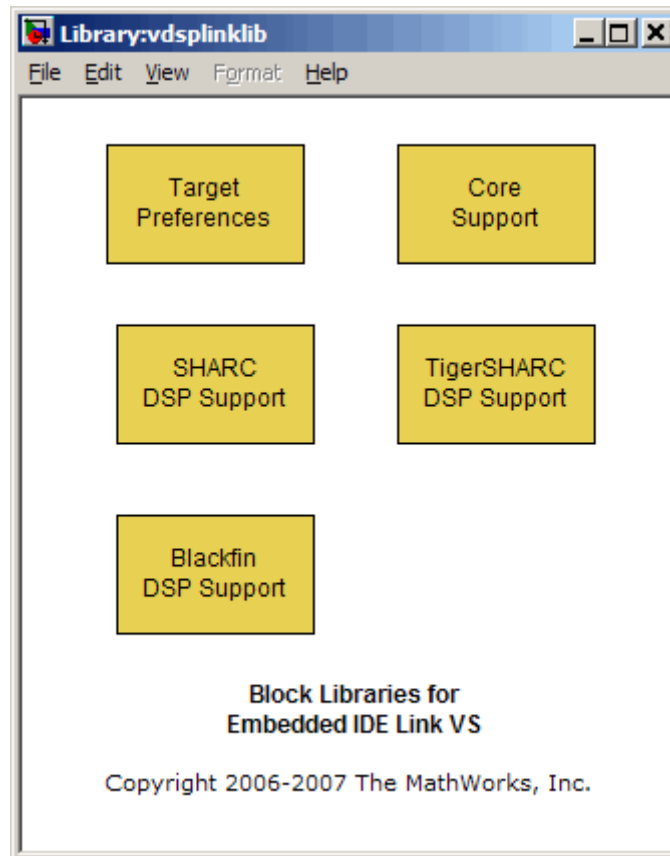 Library:vdsplinklib
File Edit View Format Help
Target
Preferences
Core
Support
SHARC
DSP Support
TigerSHARC
DSP Support
Blackfin
DSP Support
Block Libraries for
Embedded IDE Link VS
Copyright 2006-2007 The MathWorks, Inc.